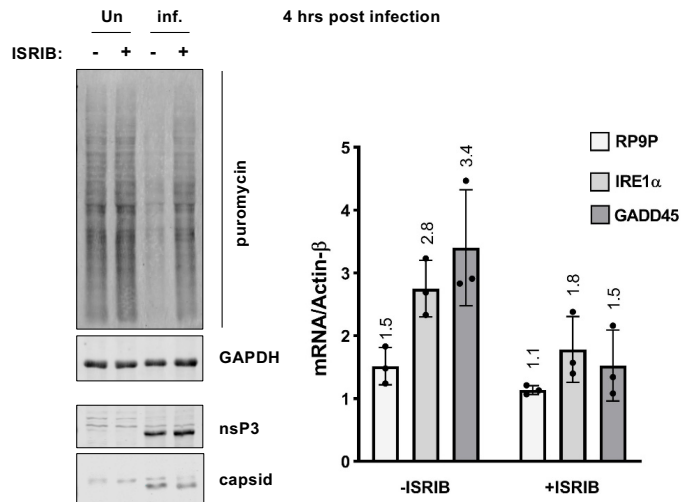 Un inf. 4 hrs post infection
ISRIB: - + - +
puromycin
GAPDH
nsP3
capsid
mRNA/Actin-β
5
4
3
2
1
0
1.5
2.8
3.4
1.1
1.8
1.5
RP9P
IRE1α
GADD45
-ISRIB +ISRIB